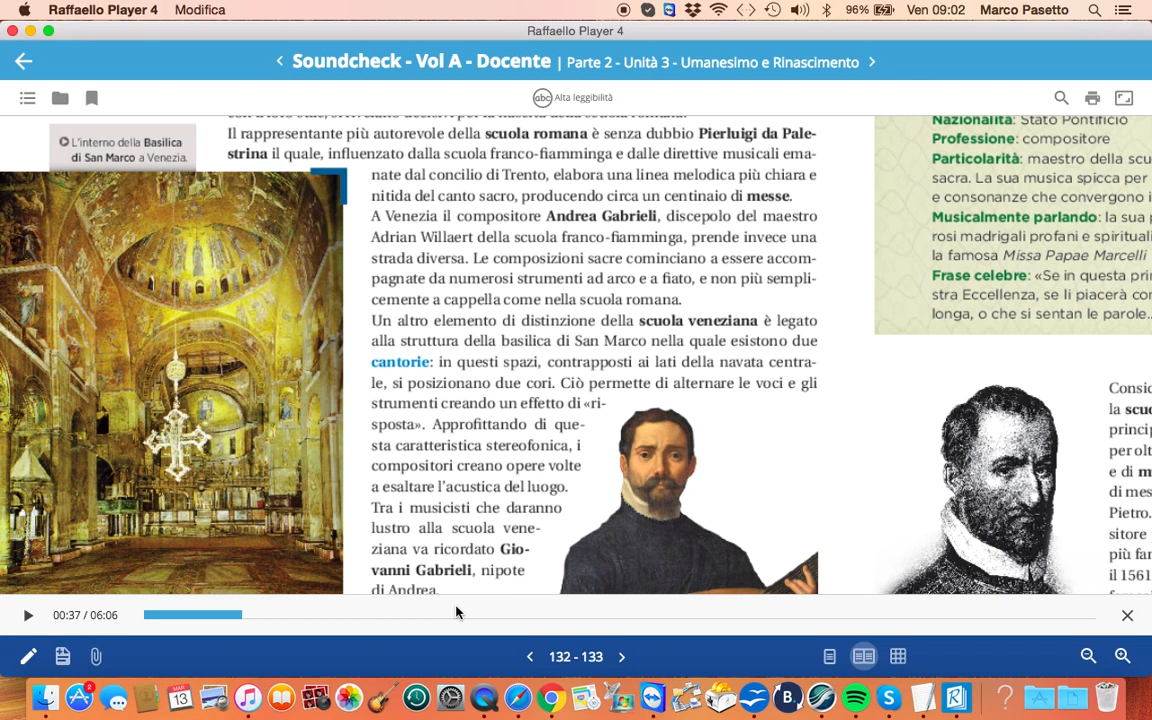 Raffaello Player 4 Modifica 96% Ven 09:02 Marco Pasetto
Raffaello Player 4
Soundcheck - Vol A - Docente | Parte 2 - Unità 3 - Umanesimo e Rinascimento
abc Alta leggibilità
L'interno della Basilica
di San Marco a Venezia.
Il rappresentante più autorevole della scuola romana è senza dubbio Pierluigi da Pale-
strina il quale, influenzato dalla scuola franco-fiamminga e dalle direttive musicali ema-
nate dal concilio di Trento, elabora una linea melodica più chiara e
nitida del canto sacro, producendo circa un centinaio di messe.
A Venezia il compositore Andrea Gabrieli, discepolo del maestro
Adrian Willaert della scuola franco-fiamminga, prende invece una
strada diversa. Le composizioni sacre cominciano a essere accom-
pagnate da numerosi strumenti ad arco e a fiato, e non più sempli-
cemente a cappella come nella scuola romana.
Un altro elemento di distinzione della scuola veneziana è legato
alla struttura della basilica di San Marco nella quale esistono due
cantorie: in questi spazi, contrapposti ai lati della navata centra-
le, si posizionano due cori. Ciò permette di alternare le voci e gli
strumenti creando un effetto di «ri-
sposta». Approfittando di que-
sta caratteristica stereofonica, i
compositori creano opere volte
a esaltare l'acustica del luogo.
Tra i musicisti che daranno
lustro alla scuola vene-
ziana va ricordato Gio-
vanni Gabrieli, nipote
di Andrea.
Nazionalità: Stato Pontificio
Professione: compositore
Particolarità: maestro della scu
sacra. La sua musica spicca per
e consonanze che convergono i
Musicalmente parlando: la sua p
rosi madrigali profani e spirituali
la famosa Missa Papae Marcelli
Frase celebre: «Se in questa pri
stra Eccellenza, se li piacerà co
longa, o che si sentan le parole..
Consic
la scuo
princip
per olt
e di m
di mes
Pietro.
sitore
più far
il 1561
00:37 / 06:06
132 - 133
2
MAR
13
B